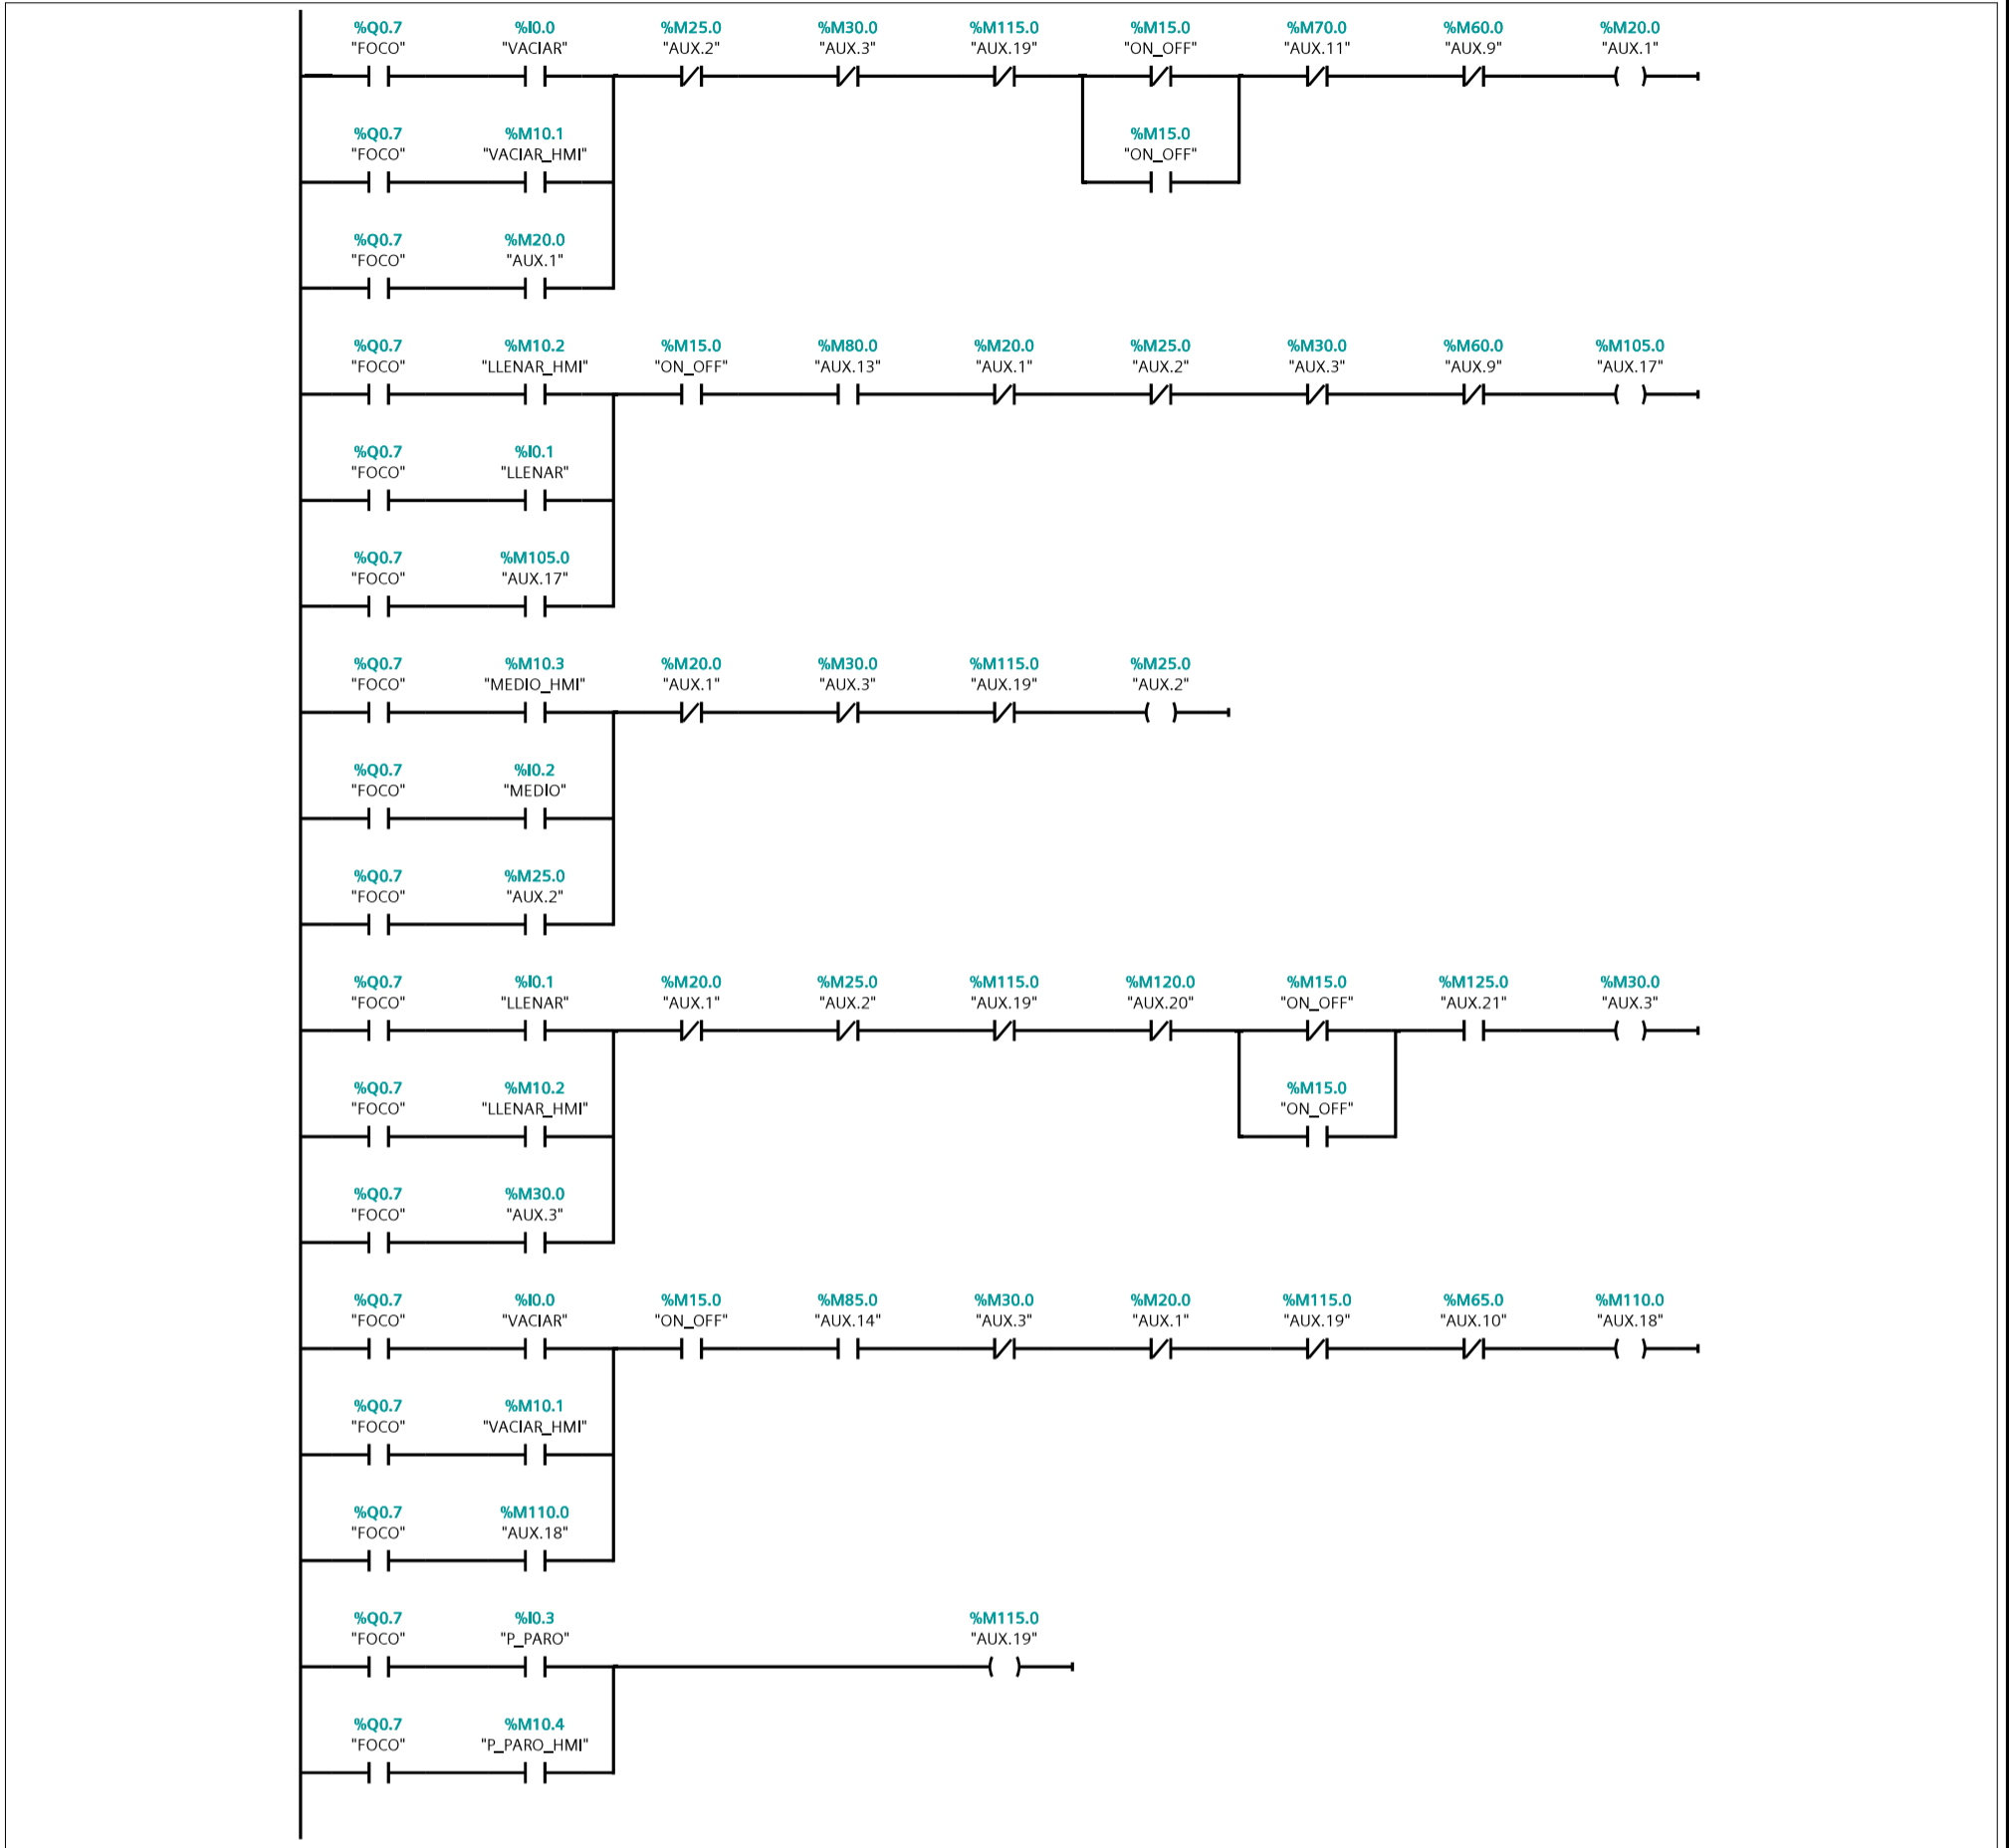 %Q0.7 %I0.0 %M25.0 %M30.0 %M115.0 %M15.0 %M70.0 %M60.0 %M20.0
"FOCO" "VACIAR" "AUX.2" "AUX.3" "AUX.19" "ON_OFF" "AUX.11" "AUX.9" "AUX.1"
%Q0.7 %M10.1 %M15.0
"FOCO" "VACIAR_HMI" "ON_OFF"
%Q0.7 %M20.0
"FOCO" "AUX.1"
%Q0.7 %M10.2 %M15.0 %M80.0 %M20.0 %M25.0 %M30.0 %M60.0 %M105.0
"FOCO" "LLENAR_HMI" "ON_OFF" "AUX.13" "AUX.1" "AUX.2" "AUX.3" "AUX.9" "AUX.17"
%Q0.7 %I0.1
"FOCO" "LLENAR"
%Q0.7 %M105.0
"FOCO" "AUX.17"
%Q0.7 %M10.3 %M20.0 %M30.0 %M115.0 %M25.0
"FOCO" "MEDIO_HMI" "AUX.1" "AUX.3" "AUX.19" "AUX.2"
%Q0.7 %I0.2
"FOCO" "MEDIO"
%Q0.7 %M25.0
"FOCO" "AUX.2"
%Q0.7 %I0.1 %M20.0 %M25.0 %M115.0 %M120.0 %M15.0 %M125.0 %M30.0
"FOCO" "LLENAR" "AUX.1" "AUX.2" "AUX.19" "AUX.20" "ON_OFF" "AUX.21" "AUX.3"
%Q0.7 %M10.2 %M15.0
"FOCO" "LLENAR_HMI" "ON_OFF"
%Q0.7 %M30.0
"FOCO" "AUX.3"
%Q0.7 %I0.0 %M15.0 %M85.0 %M30.0 %M20.0 %M115.0 %M65.0 %M110.0
"FOCO" "VACIAR" "ON_OFF" "AUX.14" "AUX.3" "AUX.1" "AUX.19" "AUX.10" "AUX.18"
%Q0.7 %M10.1
"FOCO" "VACIAR_HMI"
%Q0.7 %M110.0
"FOCO" "AUX.18"
%Q0.7 %I0.3 %M115.0
"FOCO" "P_PARO" "AUX.19"
%Q0.7 %M10.4
"FOCO" "P_PARO_HMI"